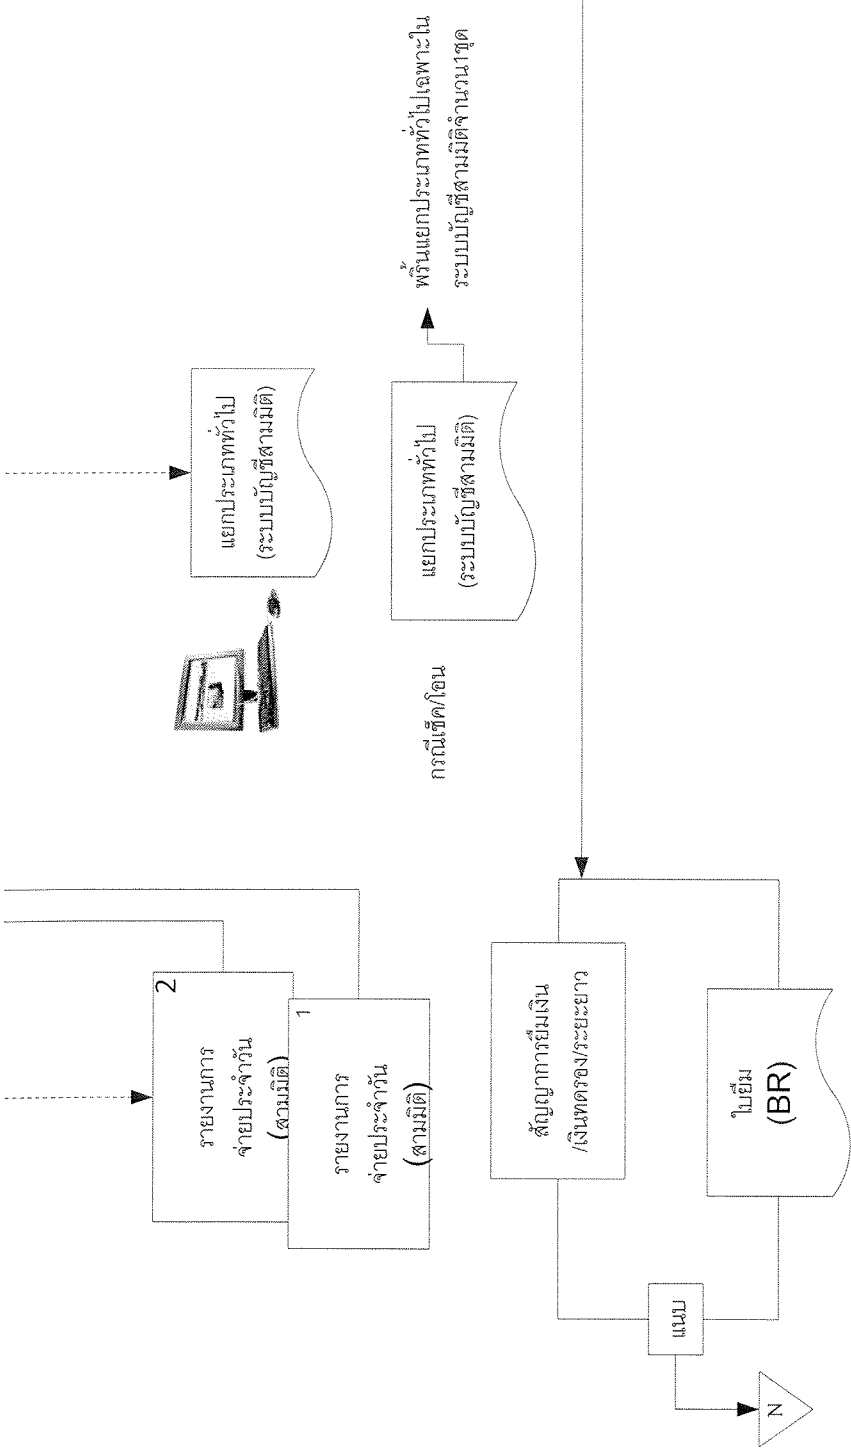 รายงานการ
จ่ายประจำวัน
(สามมิติ)
2
รายงานการ
จ่ายประจำวัน
(สามมิติ)
1
แยกประเภททั่วไป
(ระบบบัญชีสามมิติ)
กรณีเช็ค/โอน
แยกประเภททั่วไป
(ระบบบัญชีสามมิติ)
พริ้นแยกประเภททั่วไปเฉพาะใน
ระบบบัญชีสามมิติจำนวน1ชุด
สัญญาการยืมเงิน
/เงินทดรอง/ระยะยาว
แนบ
ใบยืม
(BR)
N